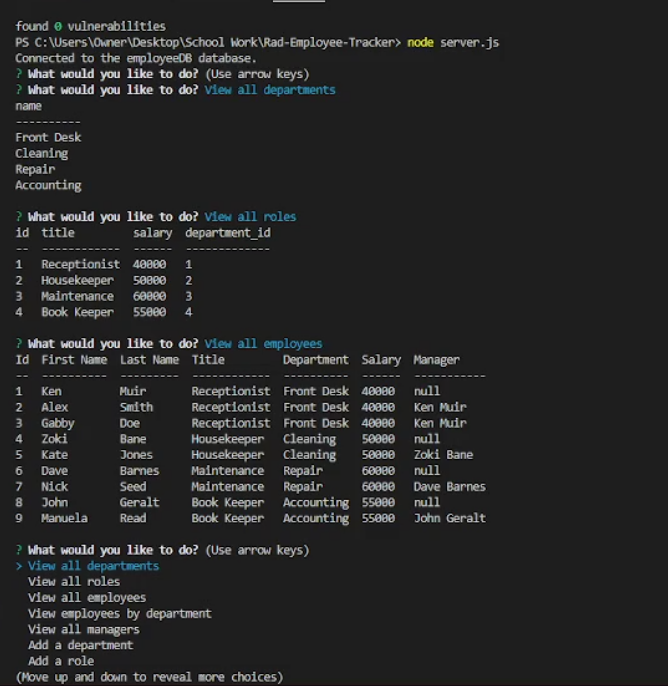 found 0 vulnerabilities
PS C:\Users\Owner\Desktop\School Work\Rad-Employee-Tracker> node server.js
Connected to the employeeDB database.
? What would you like to do? (Use arrow keys)
? What would you like to do? View all departments
name
----------
Front Desk
Cleaning
Repair
Accounting
? What would you like to do? View all roles
id  title         salary  department_id
--  ------------  ------  -------------
1   Receptionist  40000   1
2   Housekeeper   50000   2
3   Maintenance   60000   3
4   Book Keeper   55000   4
? What would you like to do? View all employees
Id  First Name  Last Name  Title         Department  Salary  Manager
--  ----------  ---------  ------------  ----------  ------  -----------
1   Ken         Muir       Receptionist  Front Desk  40000   null
2   Alex        Smith      Receptionist  Front Desk  40000   Ken Muir
3   Gabby       Doe        Receptionist  Front Desk  40000   Ken Muir
4   Zoki        Bane       Housekeeper   Cleaning    50000   null
5   Kate        Jones      Housekeeper   Cleaning    50000   Zoki Bane
6   Dave        Barnes     Maintenance   Repair      60000   null
7   Nick        Seed       Maintenance   Repair      60000   Dave Barnes
8   John        Geralt     Book Keeper   Accounting  55000   null
9   Manuela     Read       Book Keeper   Accounting  55000   John Geralt
? What would you like to do? (Use arrow keys)
> View all departments
View all roles
View all employees
View employees by department
View all managers
Add a department
Add a role
(Move up and down to reveal more choices)